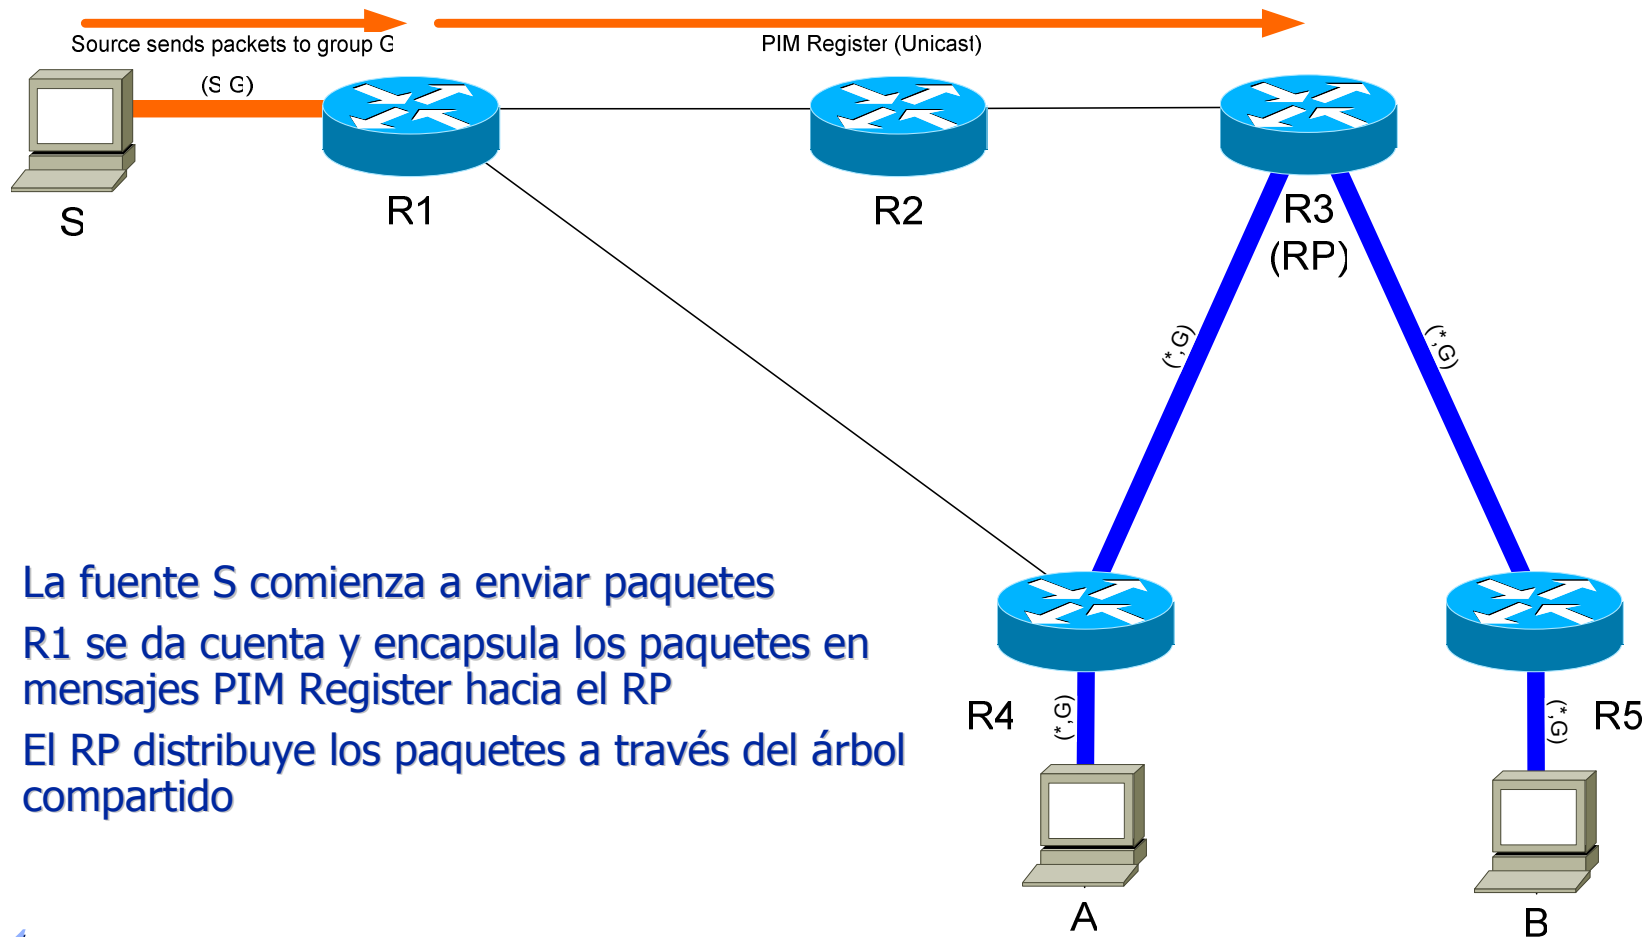 Source sends packets to group G
PIM Register (Unicast)
(S G)
S
R1
R2
R3
(RP)
(*,G)
(*,G)
La fuente S comienza a enviar paquetes
R1 se da cuenta y encapsula los paquetes en
mensajes PIM Register hacia el RP
El RP distribuye los paquetes a través del árbol
compartido
R4
(*,G)
(*,G)
R5
A
B